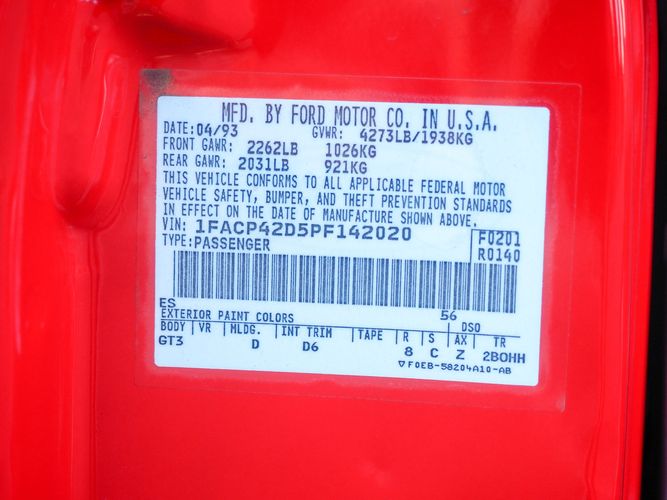 MFD. BY FORD MOTOR CO. IN U.S.A.
DATE: 04/93 GVWR: 4273LB/1938KG
FRONT GAWR: 2262LB 1026KG
REAR GAWR: 2031LB 921KG
THIS VEHICLE CONFORMS TO ALL APPLICABLE FEDERAL MOTOR
VEHICLE SAFETY, BUMPER, AND THEFT PREVENTION STANDARDS
IN EFFECT ON THE DATE OF MANUFACTURE SHOWN ABOVE.
VIN: 1FACP42D5PF142020 F0201
TYPE: PASSENGER R0140
ES 56
EXTERIOR PAINT COLORS DSO
BODY VR MLDG. INT TRIM TAPE R S AX TR
GT3 D D6 8 C Z 2BOHH
▽F0EB-58204A10-AB